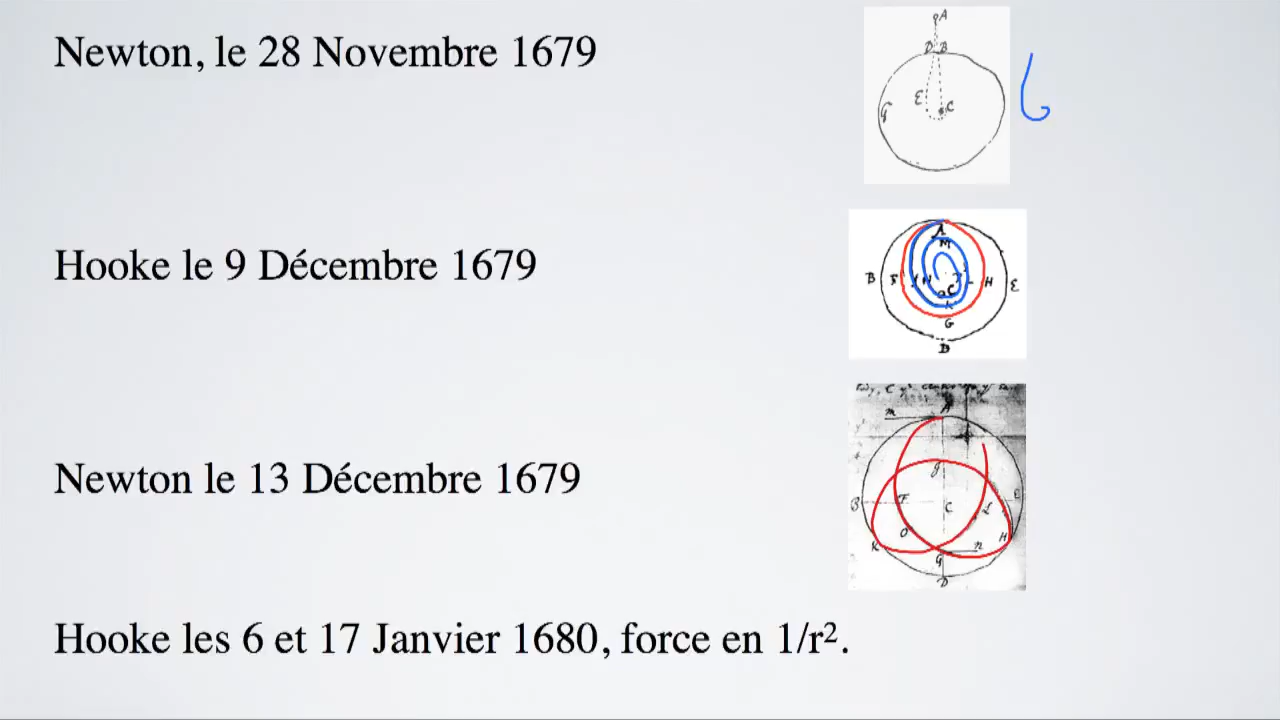 Newton, le 28 Novembre 1679
A
D B
E
C
G
Hooke le 9 Décembre 1679
A
M
B
H
E
C
K
G
D
Newton le 13 Décembre 1679
m
A
g
B
F
C
L
E
O
K
H
n
G
D
Hooke les 6 et 17 Janvier 1680, force en 1/r².